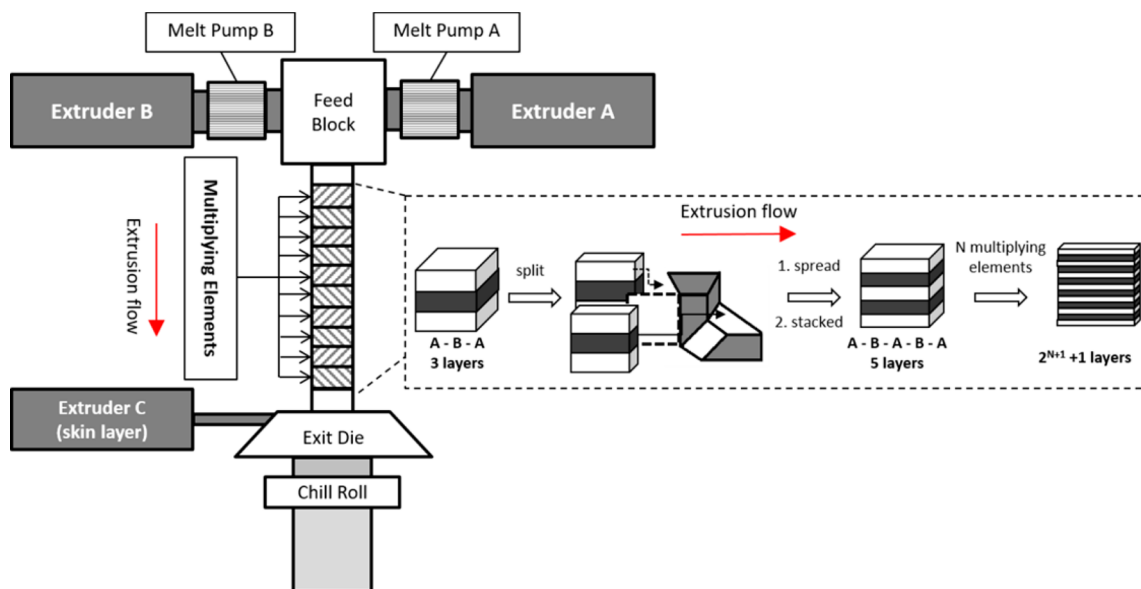 Melt Pump B
Melt Pump A
Extruder B
Feed
Block
Extruder A
Multiplying Elements
Extrusion flow
Extrusion flow
split
1. spread
2. stacked
N multiplying
elements
A - B - A
3 layers
A - B - A - B - A
5 layers
2ᴺ⁺¹ +1 layers
Extruder C
(skin layer)
Exit Die
Chill Roll